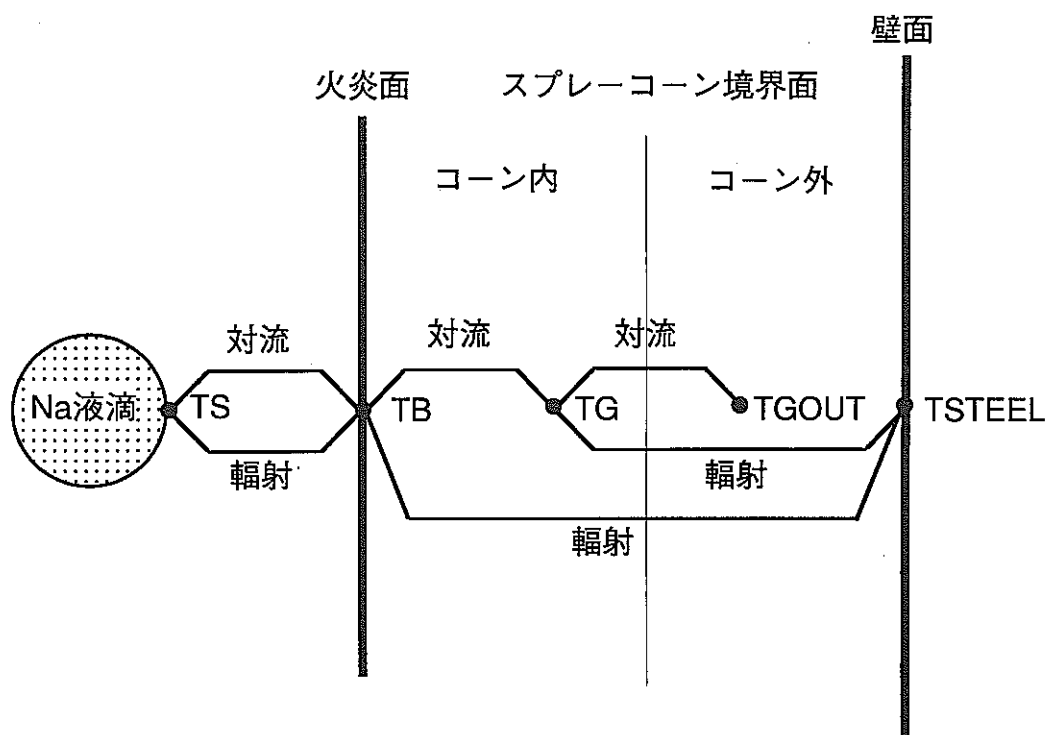 壁面
火炎面
スプレーコーン境界面
コーン内
コーン外
対流
対流
対流
Na液滴
TS
TB
TG
TGOUT
TSTEEL
輻射
輻射
輻射